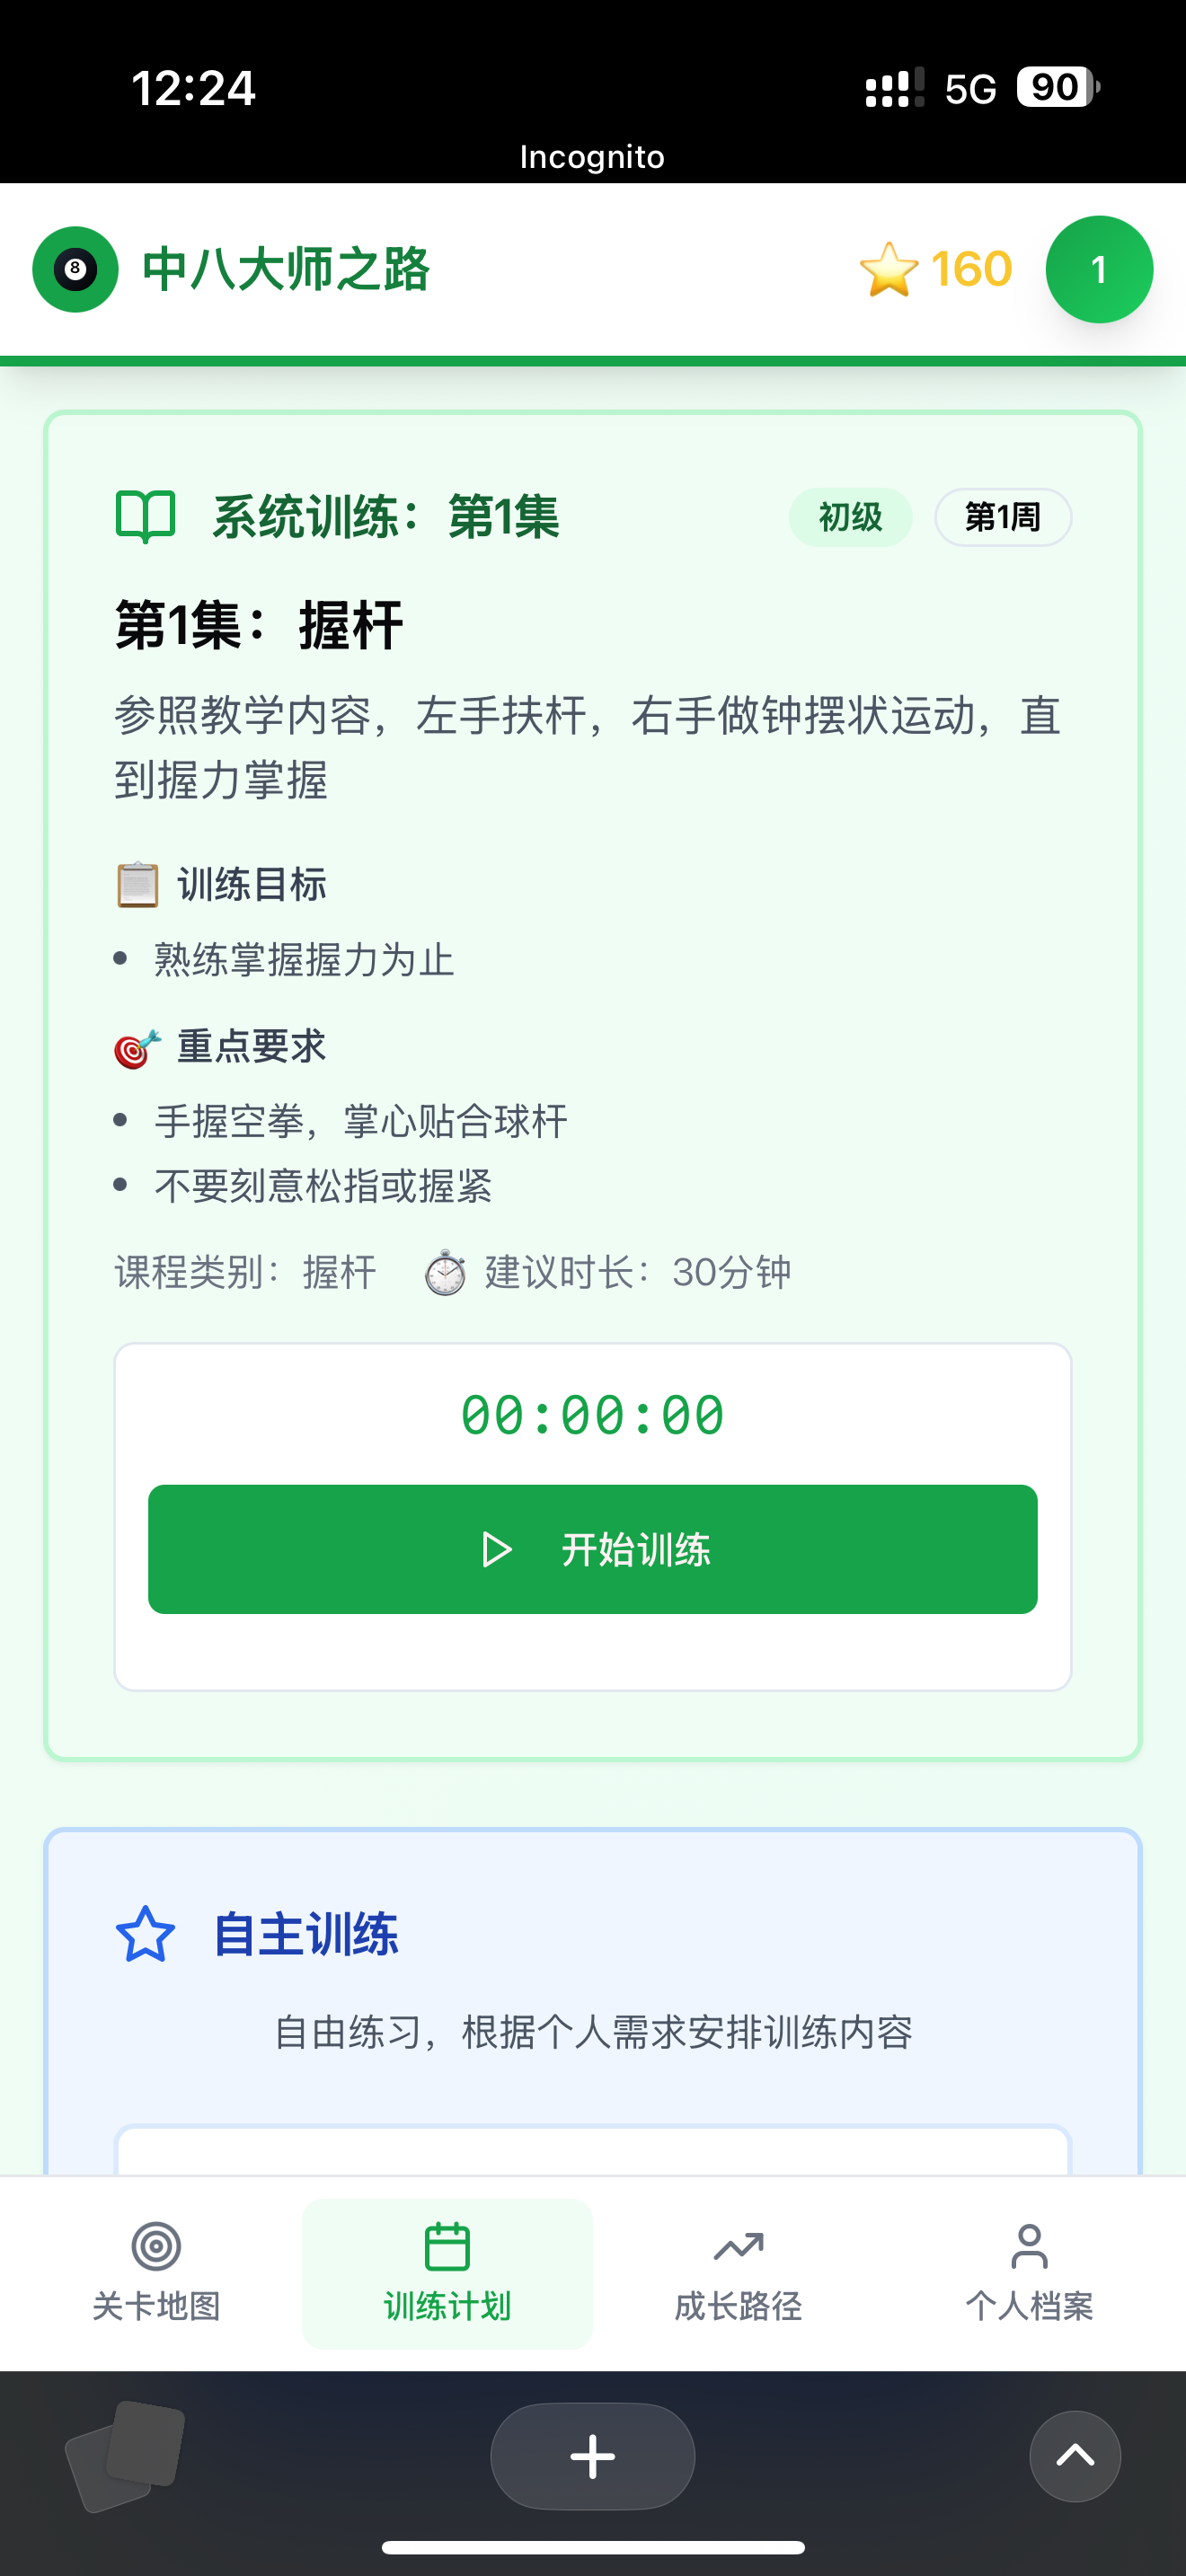 12:24
5G
90
Incognito
8
中八大师之路
160
1
系统训练：第1集
初级
第1周
第1集：握杆
参照教学内容，左手扶杆，右手做钟摆状运动，直
到握力掌握
训练目标
熟练掌握握力为止
重点要求
手握空拳，掌心贴合球杆
不要刻意松指或握紧
课程类别：握杆
建议时长：30分钟
00:00:00
开始训练
自主训练
自由练习，根据个人需求安排训练内容
关卡地图
训练计划
成长路径
个人档案